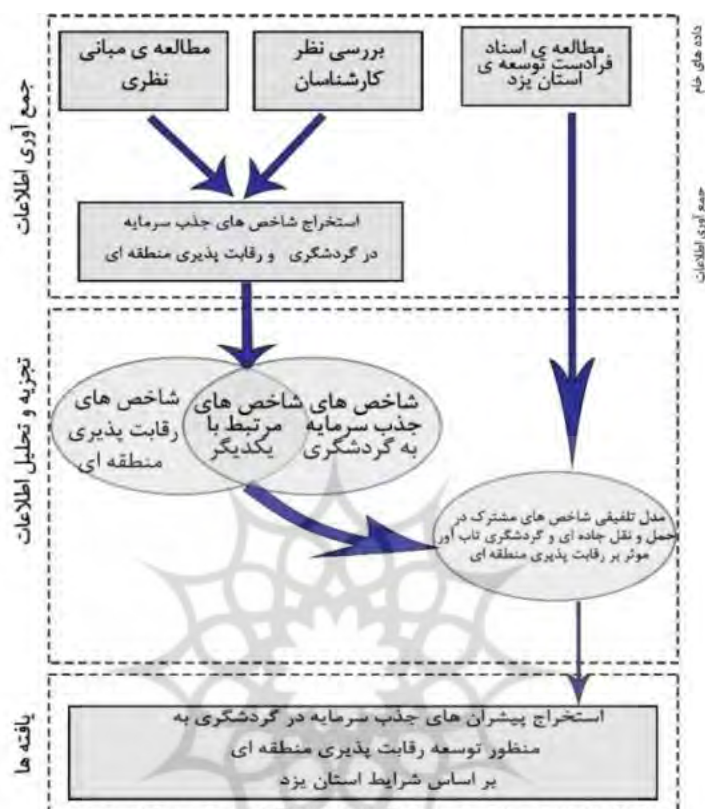 داده های خام
جمع آوری اطلاعات
جمع آوری اطلاعات
مطالعه ی اسناد
فرادست توسعه ی
استان یزد
بررسی نظر
کارشناسان
مطالعه ی مبانی
نظری
استخراج شاخص های جذب سرمایه
در گردشگری و رقابت پذیری منطقه ای
تجزیه و تحلیل اطلاعات
شاخص های
جذب سرمایه
به گردشگری
شاخص های
مرتبط با
یکدیگر
شاخص های
رقابت پذیری
منطقه ای
مدل تلفیقی شاخص های مشترک در
حمل و نقل جاده ای و گردشگری تاب آور
موثر بر رقابت پذیری منطقه ای
یافته ها
استخراج پیشران های جذب سرمایه در گردشگری به
منظور توسعه رقابت پذیری منطقه ای
بر اساس شرایط استان یزد